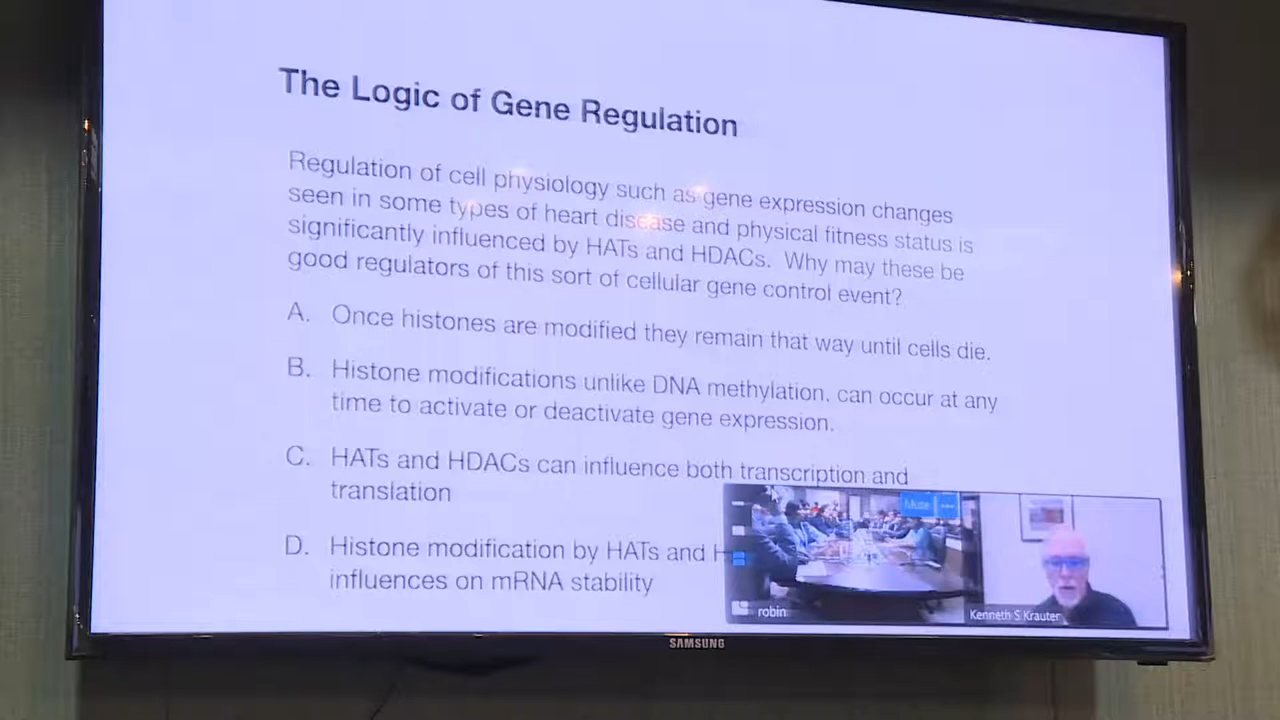 The Logic of Gene Regulation
Regulation of cell physiology such as gene expression changes
seen in some types of heart disease and physical fitness status is
significantly influenced by HATs and HDACs. Why may these be
good regulators of this sort of cellular gene control event?
A. Once histones are modified they remain that way until cells die.
B. Histone modifications unlike DNA methylation, can occur at any
time to activate or deactivate gene expression.
C. HATs and HDACs can influence both transcription and
translation
D. Histone modification by HATs and H
influences on mRNA stability
Mute ...
robin
Kenneth S Krauter
SAMSUNG